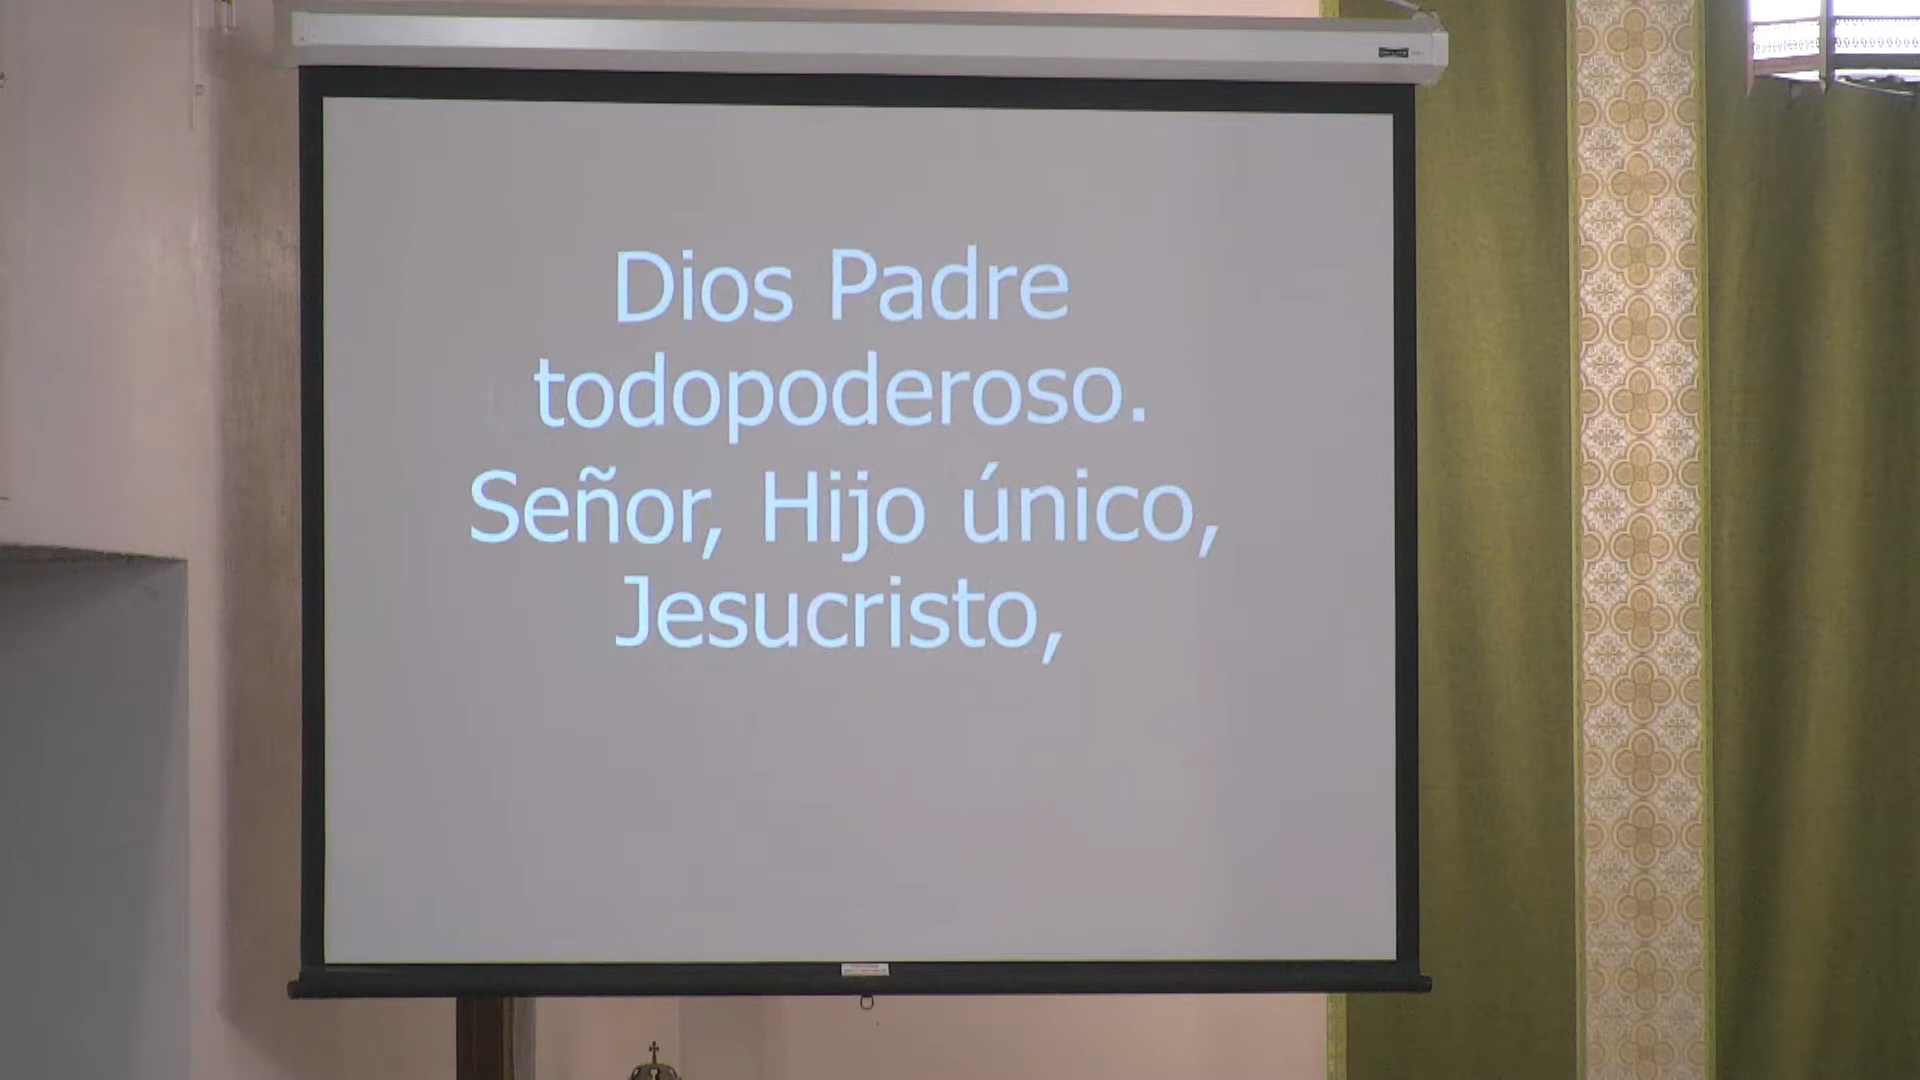 Dios Padre
todopoderoso.
Señor, Hijo único,
Jesucristo,